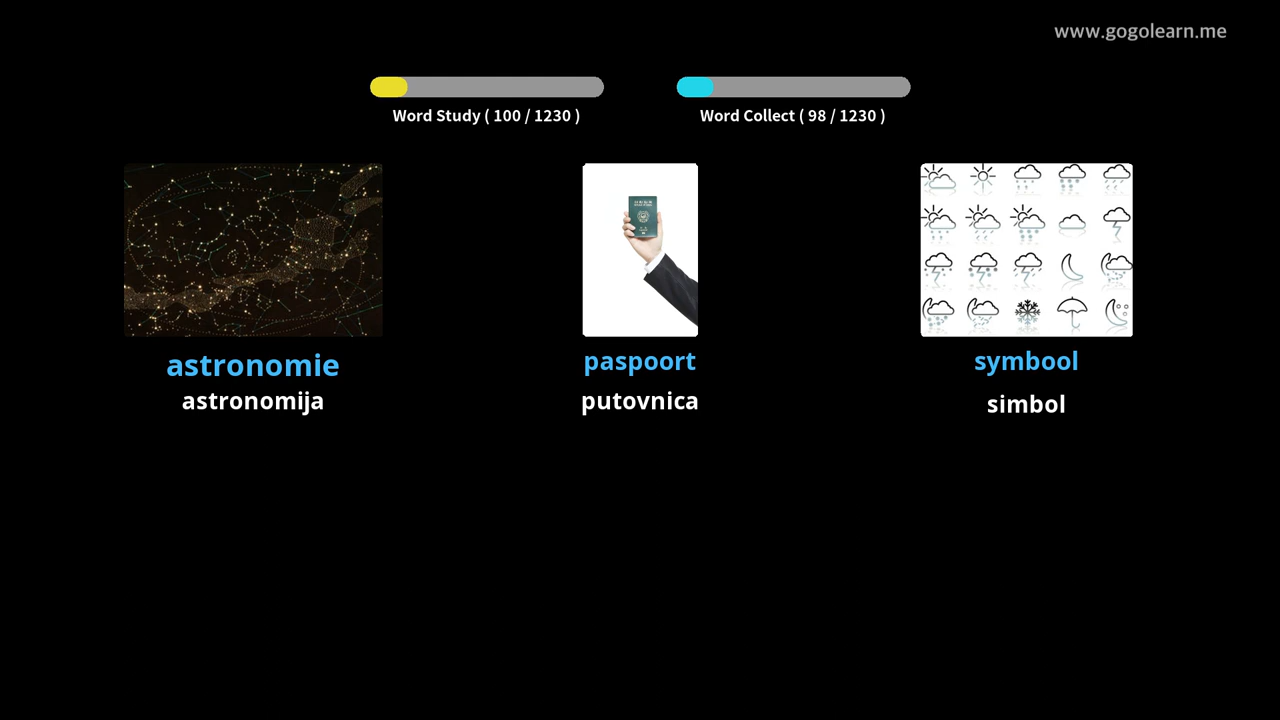 www.gogolearn.me
Word Study ( 100 / 1230 )
Word Collect ( 98 / 1230 )
astronomie
astronomija
paspoort
putovnica
symbool
simbol